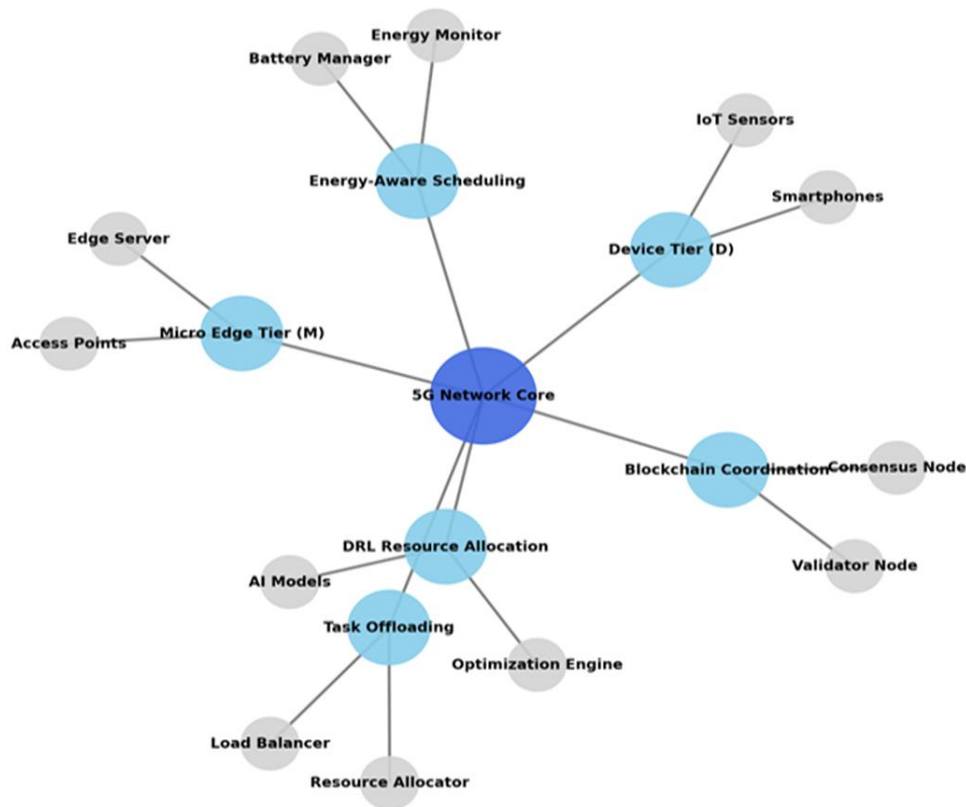 Energy Monitor
Battery Manager
IoT Sensors
Energy-Aware Scheduling
Smartphones
Edge Server
Device Tier (D)
Micro Edge Tier (M)
Access Points
5G Network Core
Blockchain Coordination
Consensus Node
DRL Resource Allocation
Validator Node
AI Models
Task Offloading
Optimization Engine
Load Balancer
Resource Allocator